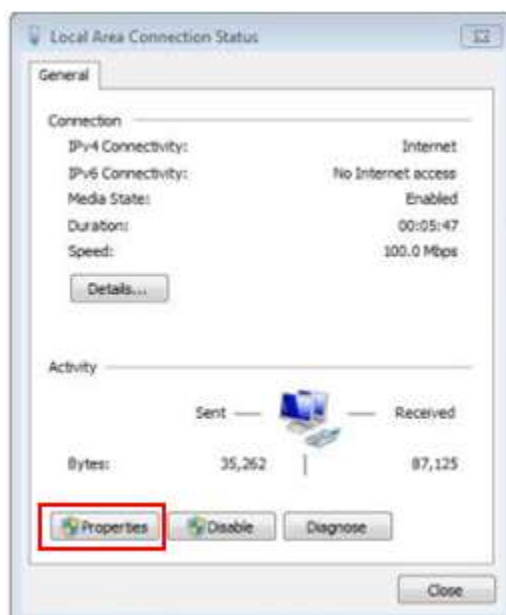 Local Area Connection Status
General
Connection
IPv4 Connectivity: Internet
IPv6 Connectivity: No Internet access
Media State: Enabled
Duration: 00:05:47
Speed: 100.0 Mbps
Details...
Activity
Sent Received
Bytes: 35,262 87,125
Properties Disable Diagnose
Close